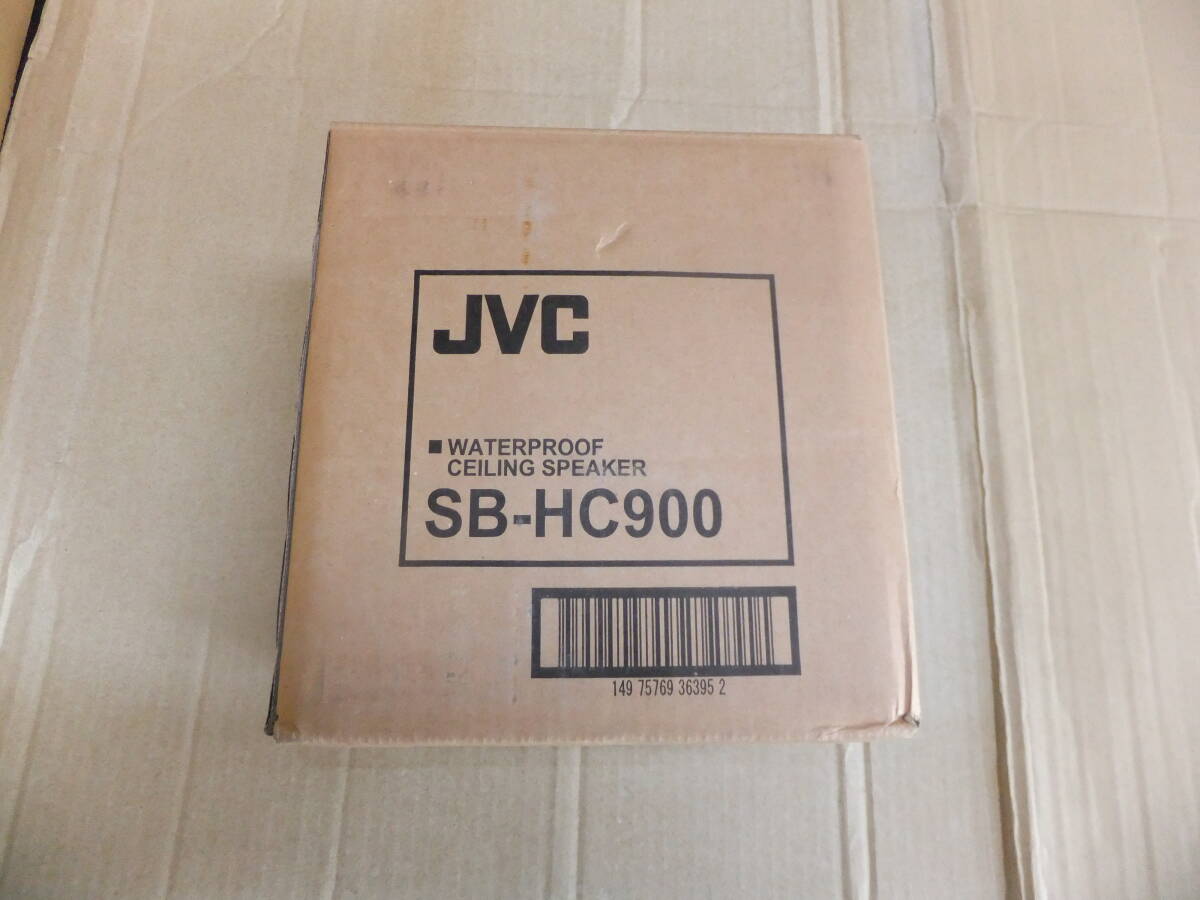 JVC
■ WATERPROOF
CEILING SPEAKER
SB-HC900
149 75769 36395 2